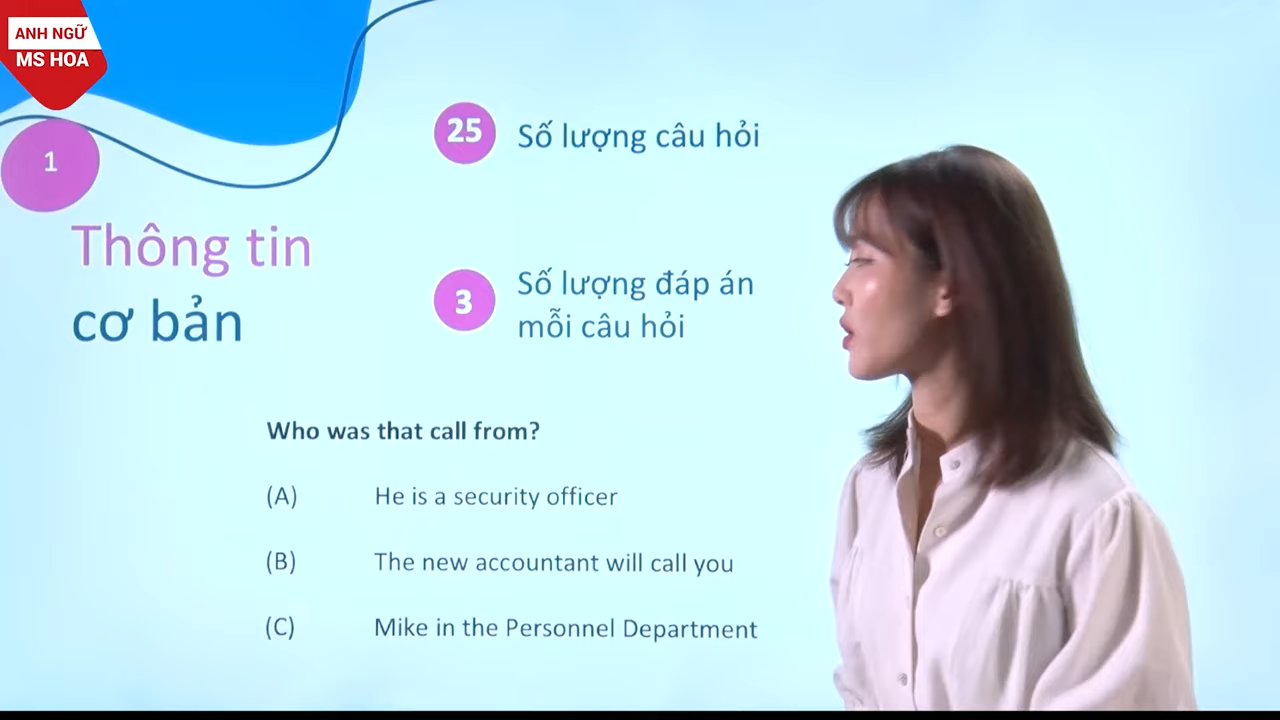 ANH NGỮ
MS HOA
1
Thông tin
cơ bản
25
Số lượng câu hỏi
3
Số lượng đáp án
mỗi câu hỏi
Who was that call from?
(A) He is a security officer
(B) The new accountant will call you
(C) Mike in the Personnel Department